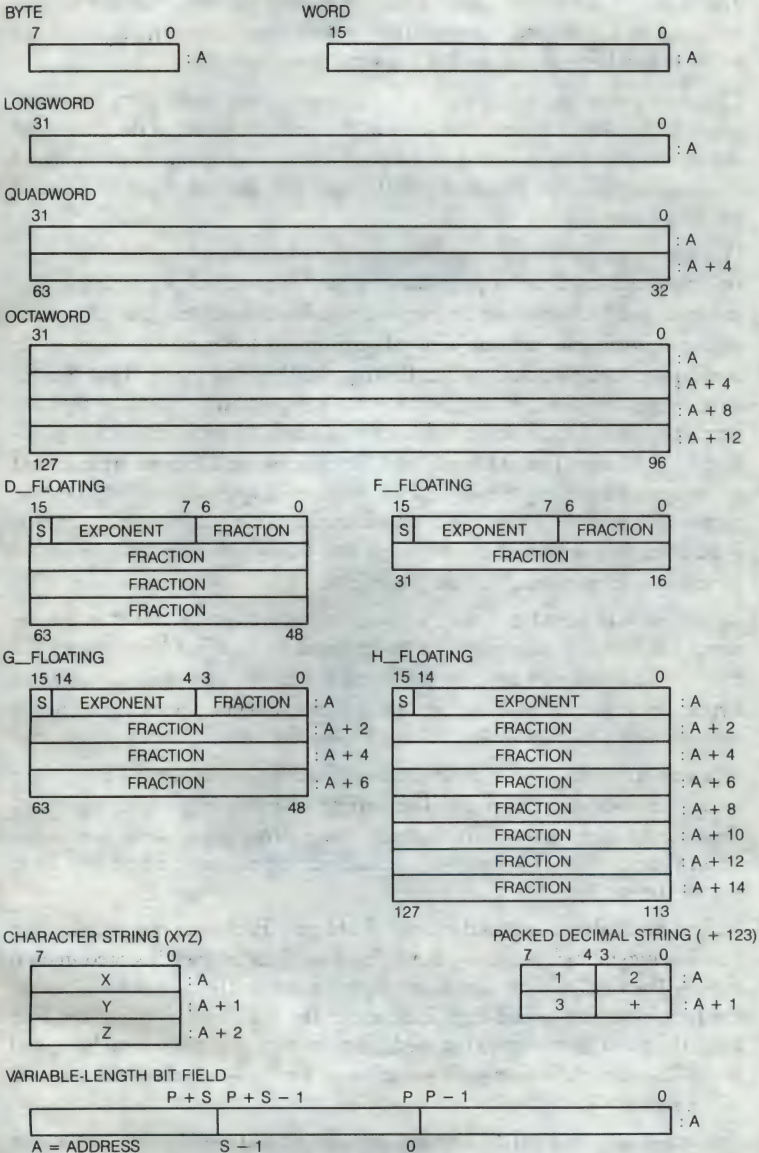 BYTE WORD
7 0 15 0
: A : A
LONGWORD
31 0
: A
QUADWORD
31 0
: A
: A + 4
63 32
OCTAWORD
31 0
: A
: A + 4
: A + 8
: A + 12
127 96
D__FLOATING F__FLOATING
15 7 6 0 15 7 6 0
S EXPONENT FRACTION S EXPONENT FRACTION
FRACTION FRACTION
FRACTION 31 16
FRACTION
63 48
G__FLOATING H__FLOATING
15 14 4 3 0 15 14 0
S EXPONENT FRACTION : A S EXPONENT : A
FRACTION : A + 2 FRACTION : A + 2
FRACTION : A + 4 FRACTION : A + 4
FRACTION : A + 6 FRACTION : A + 6
63 48 FRACTION : A + 8
FRACTION : A + 10
FRACTION : A + 12
FRACTION : A + 14
127 113
CHARACTER STRING (XYZ) PACKED DECIMAL STRING ( + 123)
7 0 7 4 3 0
X : A 1 2 : A
Y : A + 1 3 + : A + 1
Z : A + 2
VARIABLE-LENGTH BIT FIELD
P + S P + S – 1 P P – 1 0
: A
A = ADDRESS S – 1 0